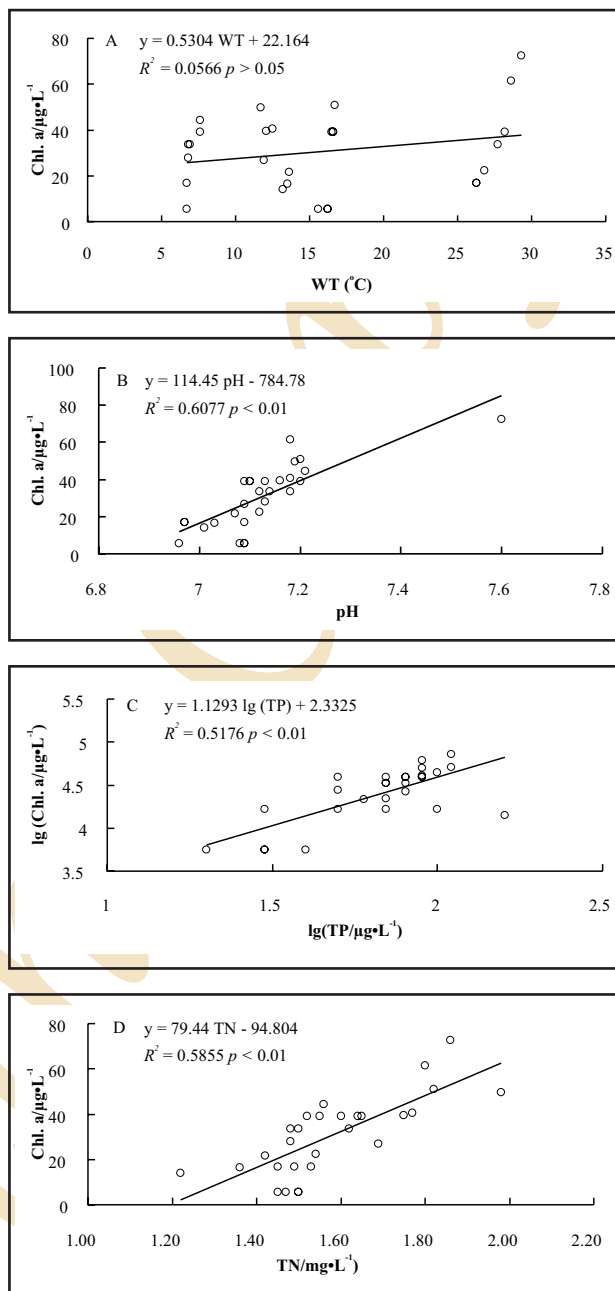 A y = 0.5304 WT + 22.164
R² = 0.0566 p > 0.05
Chl. a/µg•L⁻¹
80
60
40
20
0
0 5 10 15 20 25 30 35
WT (°C)
B y = 114.45 pH - 784.78
R² = 0.6077 p < 0.01
Chl. a/µg•L⁻¹
100
80
60
40
20
0
6.8 7 7.2 7.4 7.6 7.8
pH
C y = 1.1293 lg (TP) + 2.3325
R² = 0.5176 p < 0.01
lg (Chl. a/µg•L⁻¹)
5.5
5
4.5
4
3.5
1 1.5 2 2.5
lg(TP/µg•L⁻¹)
D y = 79.44 TN - 94.804
R² = 0.5855 p < 0.01
Chl. a/µg•L⁻¹
80
60
40
20
0
1.00 1.20 1.40 1.60 1.80 2.00 2.20
TN/mg•L⁻¹)